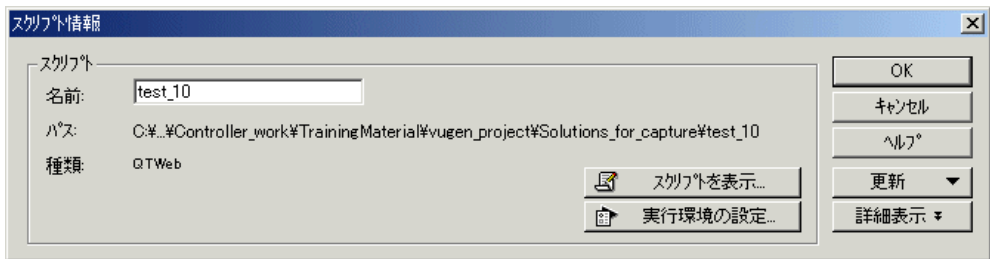 スクリプト情報
スクリプト
名前:
test_10
パス:
C:¥...¥Controller_work¥TrainingMaterial¥vugen_project¥Solutions_for_capture¥test_10
種類:
QTWeb
スクリプトを表示...
実行環境の設定...
OK
キャンセル
ヘルプ
更新
詳細表示